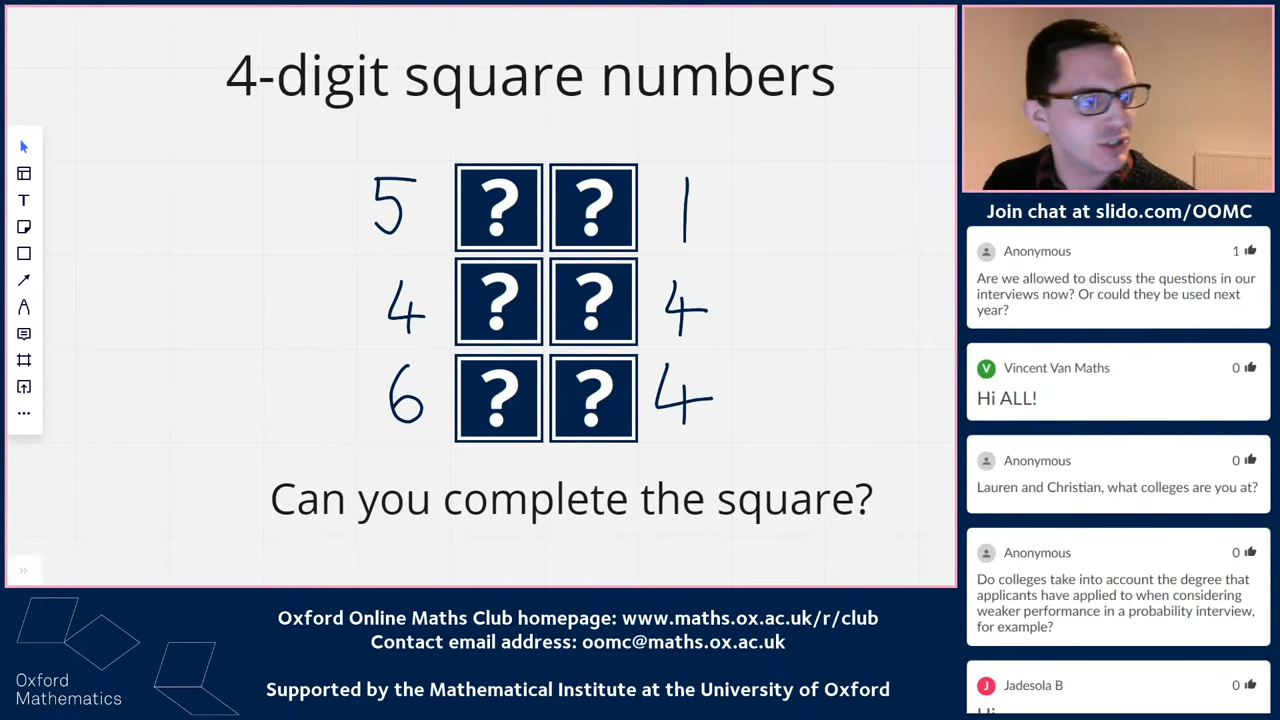 4-digit square numbers
5 ? ? 1
4 ? ? 4
6 ? ? 4
Can you complete the square?
T
...
»
Join chat at slido.com/OOMC
Anonymous 1
Are we allowed to discuss the questions in our
interviews now? Or could they be used next
year?
V Vincent Van Maths 0
Hi ALL!
Anonymous 0
Lauren and Christian, what colleges are you at?
Anonymous 0
Do colleges take into account the degree that
applicants have applied to when considering
weaker performance in a probability interview,
for example?
J Jadesola B 0
Oxford
Mathematics
Oxford Online Maths Club homepage: www.maths.ox.ac.uk/r/club
Contact email address: oomc@maths.ox.ac.uk
Supported by the Mathematical Institute at the University of Oxford